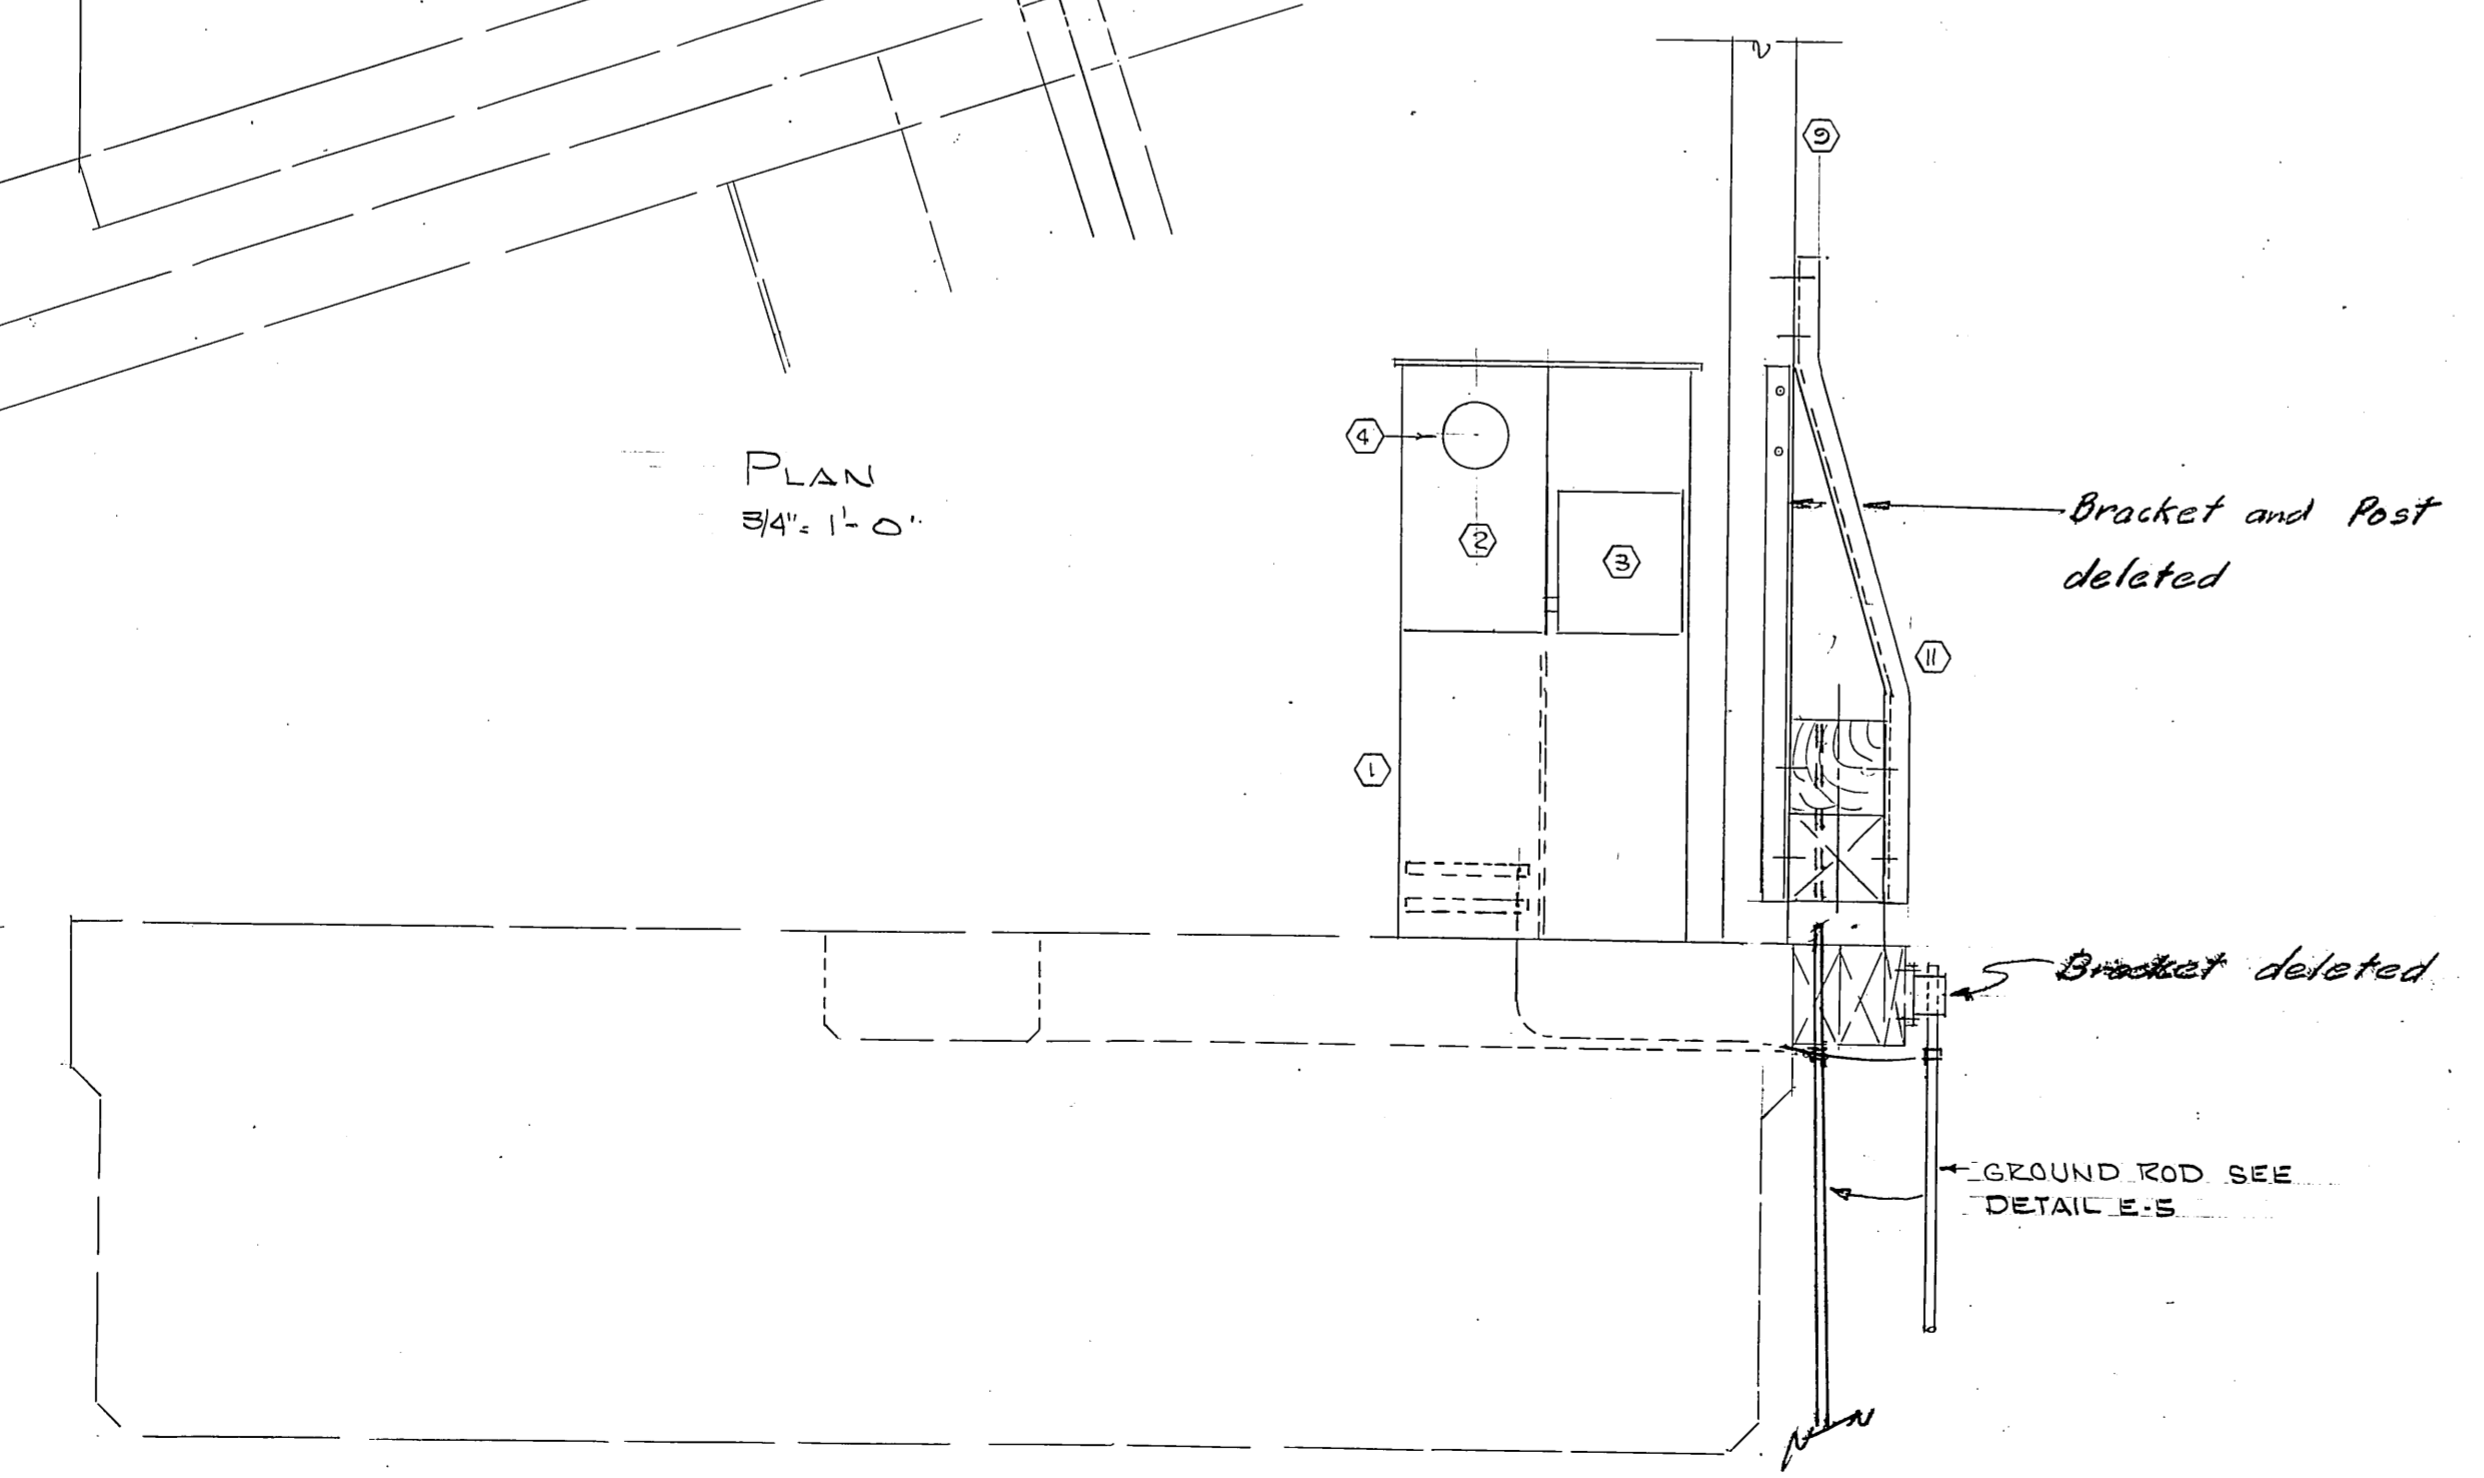 9
PLAN
3/4" = 1'-0"
4
2
3
Bracket and Post
deleted
11
1
Bracket deleted
GROUND ROD SEE
DETAIL E-5